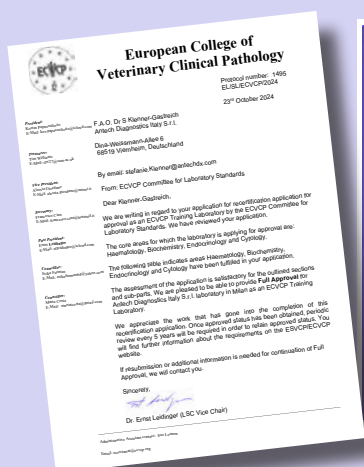 European College of
Veterinary Clinical Pathology
ECVCP
Protocol number: 1495
EL/SL/ECVCP/2024
23rd October 2024
F.A.O. Dr S Klenner-Gastreich
Antech Diagnostics Italy S.r.l.
Dina-Weissmann-Allee 6
68519 Viernheim, Deutschland
By email: stefanie.Klenner@antechdx.com
From: ECVCP Committee for Laboratory Standards
Dear Klenner-Gastreich,
We are writing in regard to your application for recertification application for
approval as an ECVCP Training Laboratory by the ECVCP Committee for
Laboratory Standards. We have reviewed your application.
The core areas for which the laboratory is applying for approval are:
Haematology, Biochemistry, Endocrinology and Cytology.
The following table indicates areas Haematology, Biochemistry,
Endocrinology and Cytology have been fulfilled in your application.
The assessment of the application is satisfactory for the outlined sections
and sub-parts. We are pleased to be able to provide Full Approval for
Antech Diagnostics Italy S.r.l. laboratory in Milan as an ECVCP Training
Laboratory.
We appreciate the work that has gone into the completion of this
recertification application. Once approved status has been obtained, periodic
review every 5 years will be required in order to retain approved status. You
will find further information about the requirements on the ESVCP/ECVCP
website.
If resubmission or additional information is needed for continuation of Full
Approval, we will contact you.
Sincerely,
Dr. Ernst Leidinger (LSC Vice Chair)